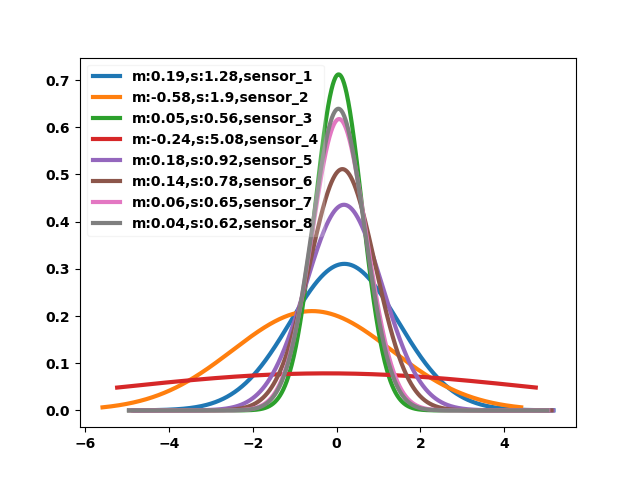 m:0.19,s:1.28,sensor_1
m:-0.58,s:1.9,sensor_2
m:0.05,s:0.56,sensor_3
m:-0.24,s:5.08,sensor_4
m:0.18,s:0.92,sensor_5
m:0.14,s:0.78,sensor_6
m:0.06,s:0.65,sensor_7
m:0.04,s:0.62,sensor_8
0.7
0.6
0.5
0.4
0.3
0.2
0.1
0.0
−6 −4 −2 0 2 4